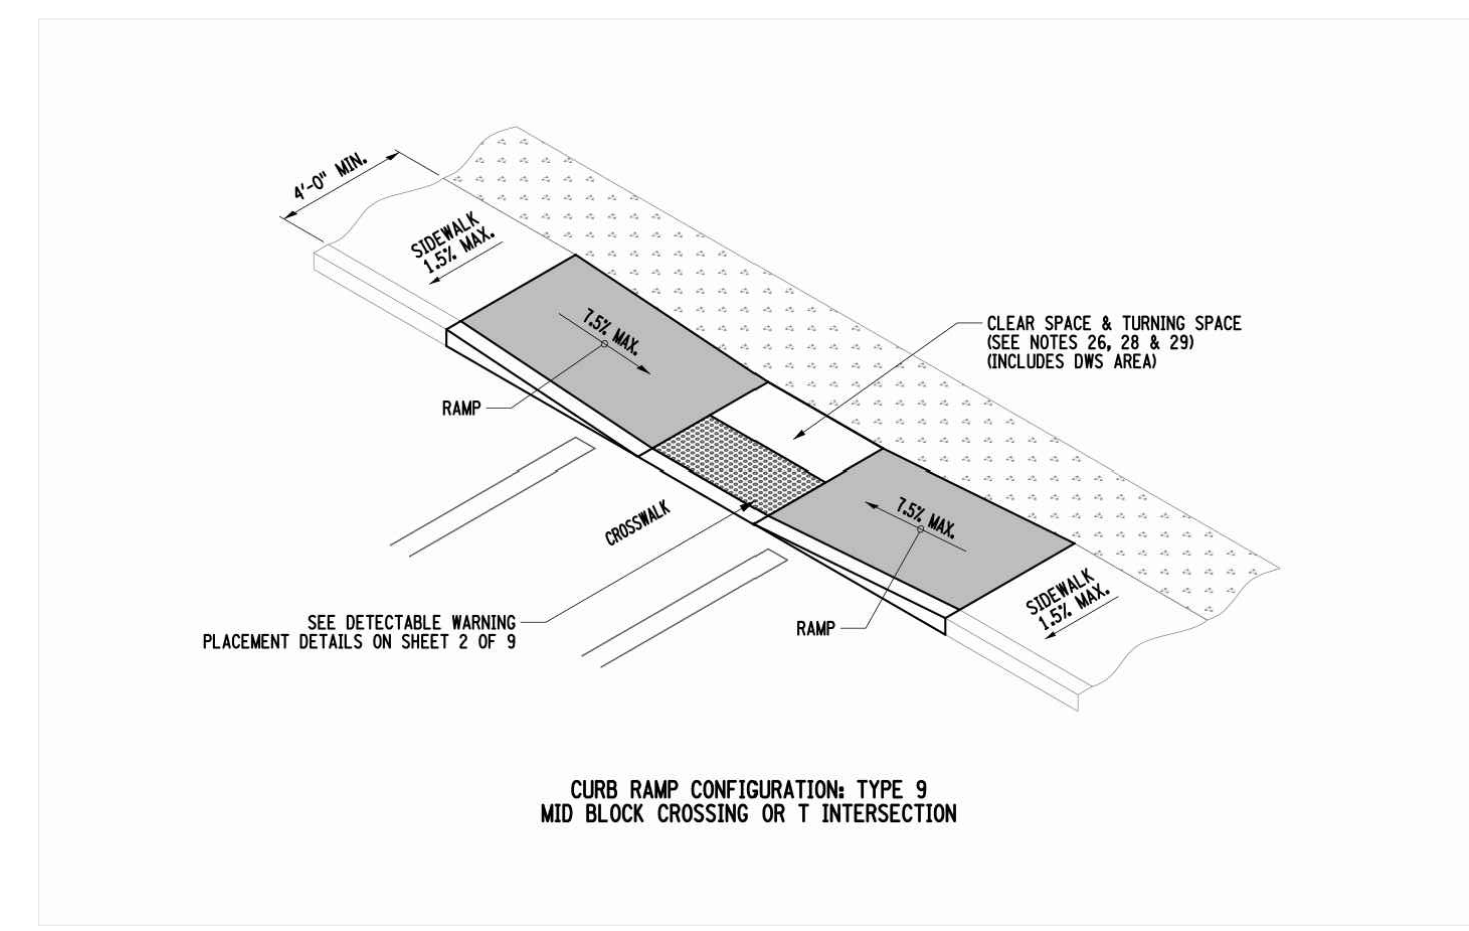 4'-0" MIN.
SIDEWALK
1.5% MAX.
7.5% MAX.
CLEAR SPACE & TURNING SPACE
(SEE NOTES 26, 28 & 29)
(INCLUDES DWS AREA)
RAMP
7.5% MAX.
CROSSWALK
SIDEWALK
1.5% MAX.
SEE DETECTABLE WARNING
PLACEMENT DETAILS ON SHEET 2 OF 9
RAMP
CURB RAMP CONFIGURATION: TYPE 9
MID BLOCK CROSSING OR T INTERSECTION